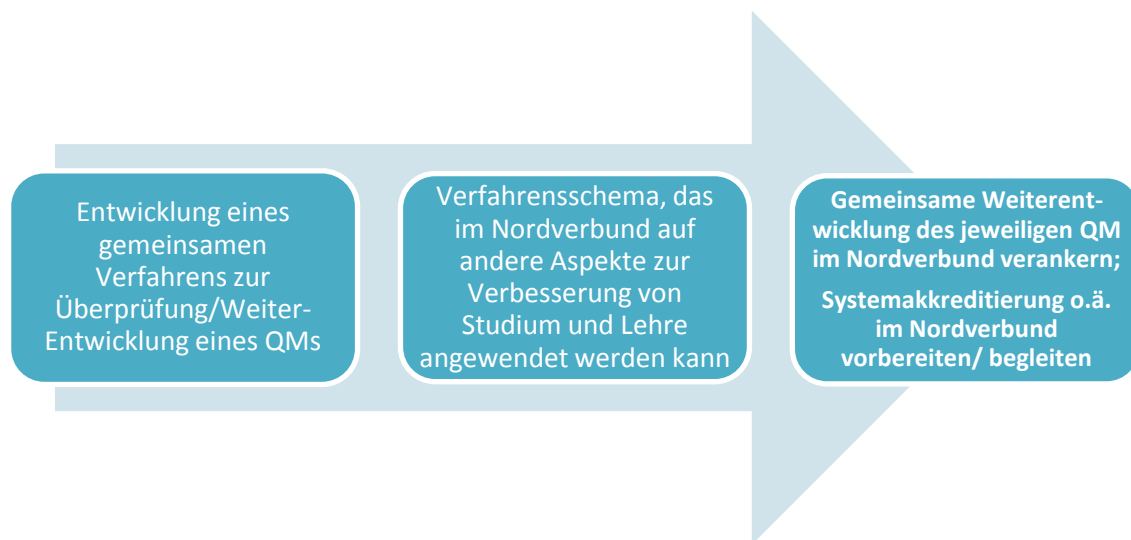 Entwicklung eines
gemeinsamen
Verfahrens zur
Überprüfung/Weiter-
Entwicklung eines QMs
Verfahrensschema, das
im Nordverbund auf
andere Aspekte zur
Verbesserung von
Studium und Lehre
angewendet werden kann
Gemeinsame Weiterent-
wicklung des jeweiligen QM
im Nordverbund verankern;
Systemakkreditierung o.ä.
im Nordverbund
vorbereiten/ begleiten